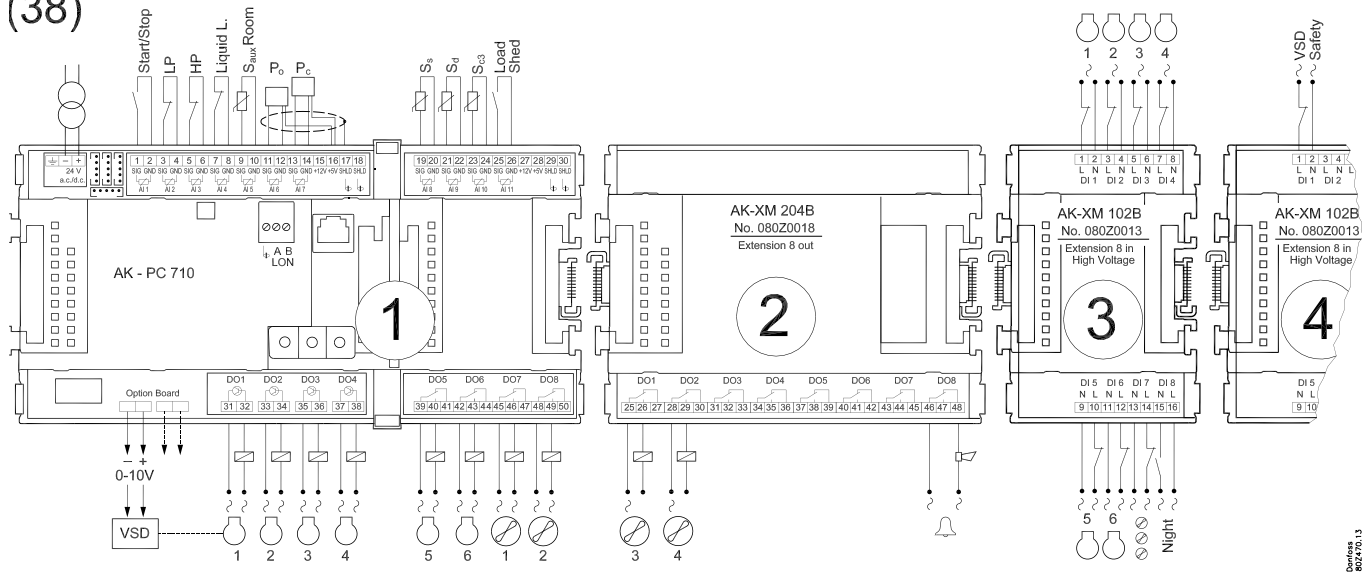 (38)
Start/Stop
LP
HP
Liquid L.
Saux Room
Po
Pc
Ss
Sd
Sc3
Load
Shed
1 2 3 4
VSD
Safety
− +
24 V
a.c./d.c.
1 2 3 4 5 6 7 8 9 10 11 12 13 14 15 16 17 18
SIG GND SIG GND SIG GND SIG GND SIG GND SIG GND SIG GND +12V +5V SHLD SHLD
AI 1 AI 2 AI 3 AI 4 AI 5 AI 6 AI 7
19 20 21 22 23 24 25 26 27 28 29 30
SIG GND SIG GND SIG GND SIG GND +12V +5V SHLD SHLD
AI 8 AI 9 AI 10 AI 11
1 2 3 4 5 6 7 8
L N L N L N L N
DI 1 DI 2 DI 3 DI 4
1 2 3 4
L N L N
DI 1 DI 2
AK - PC 710
A B
LON
1
AK-XM 204B
No. 080Z0018
Extension 8 out
2
AK-XM 102B
No. 080Z0013
Extension 8 in
High Voltage
3
AK-XM 102B
No. 080Z0013
Extension 8 in
High Voltage
4
Option Board
DO1 DO2 DO3 DO4
31 32 33 34 35 36 37 38
DO5 DO6 DO7 DO8
39 40 41 42 43 44 45 46 47 48 49 50
DO1 DO2 DO3 DO4 DO5 DO6 DO7 DO8
25 26 27 28 29 30 31 32 33 34 35 36 37 38 39 40 41 42 43 44 45 46 47 48
DI 5 DI 6 DI 7 DI 8
N L N L N L N L
9 10 11 12 13 14 15 16
DI 5
N L
9 10
− +
0-10V
VSD
1 2 3 4
5 6 1 2
3 4
5 6
Night
Danfoss
80Z470.13